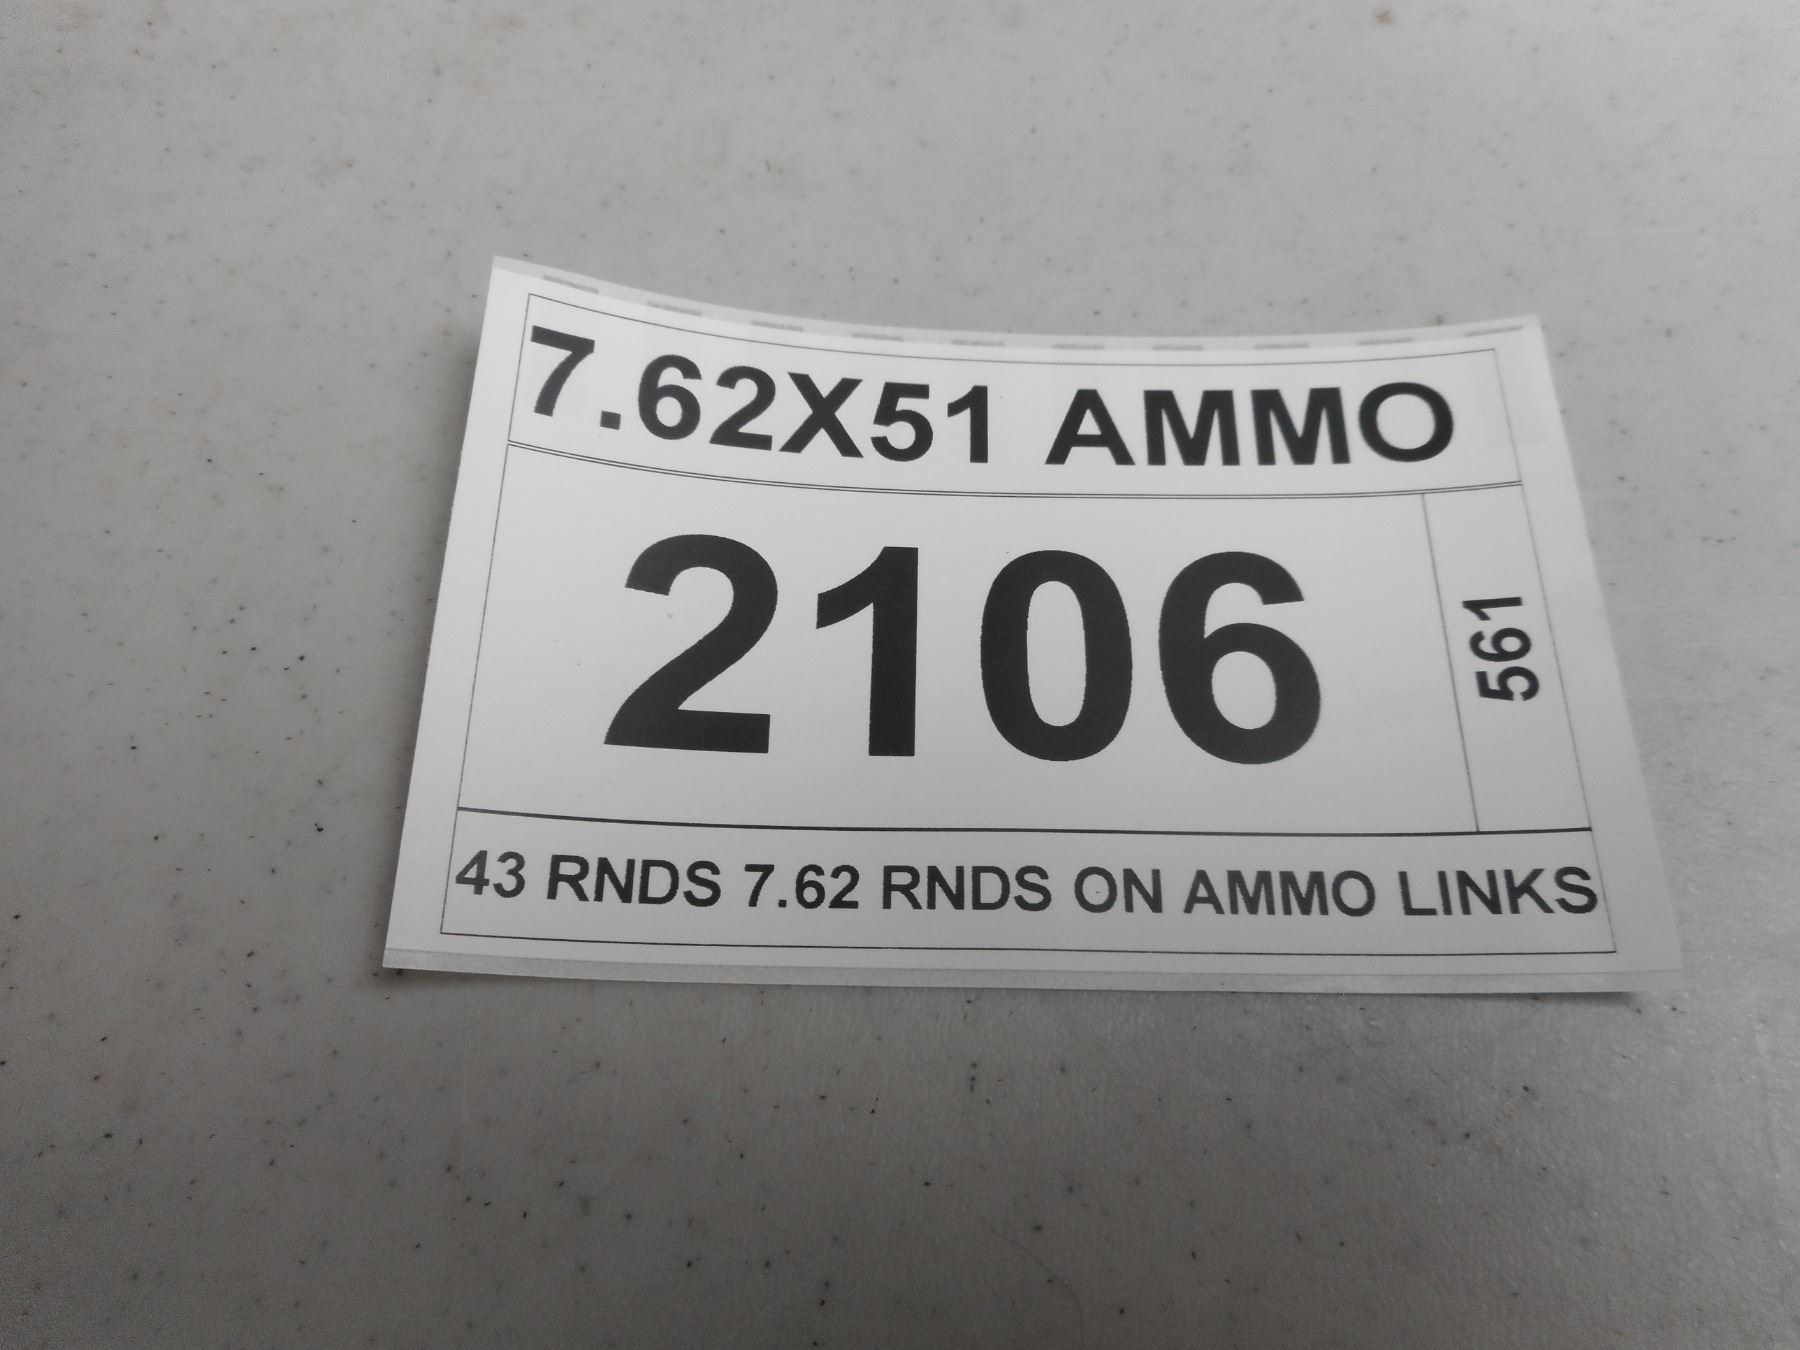 7.62X51 AMMO
2106
561
43 RNDS 7.62 RNDS ON AMMO LINKS